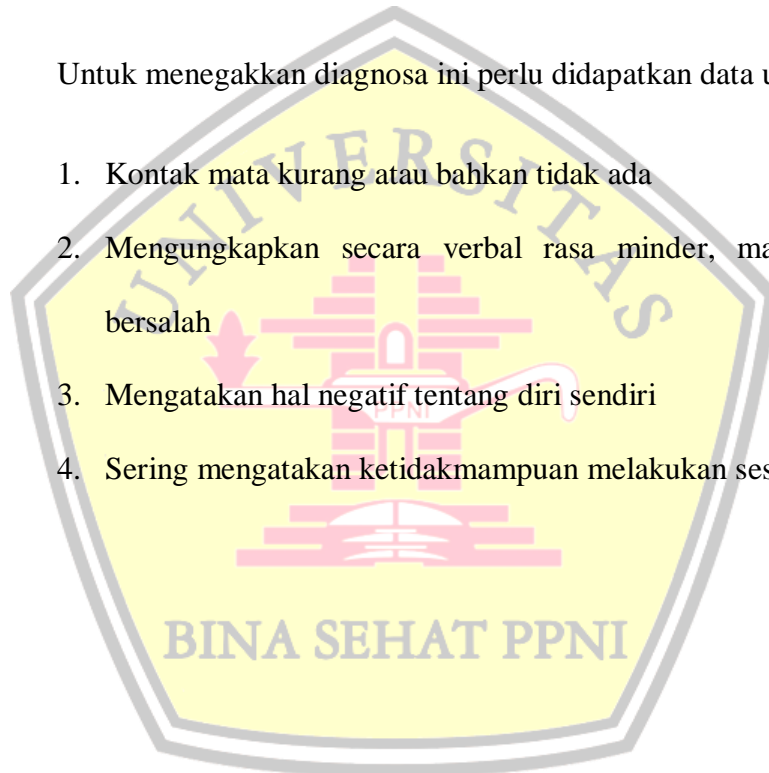 Untuk menegakkan diagnosa ini perlu didapatkan data
1. Kontak mata kurang atau bahkan tidak ada
2. Mengungkapkan secara verbal rasa minder,
bersalah
3. Mengatakan hal negatif tentang diri sendiri
4. Sering mengatakan ketidakmampuan melakukan
UNIVERSITAS
PPNI
BINA SEHAT PPNI